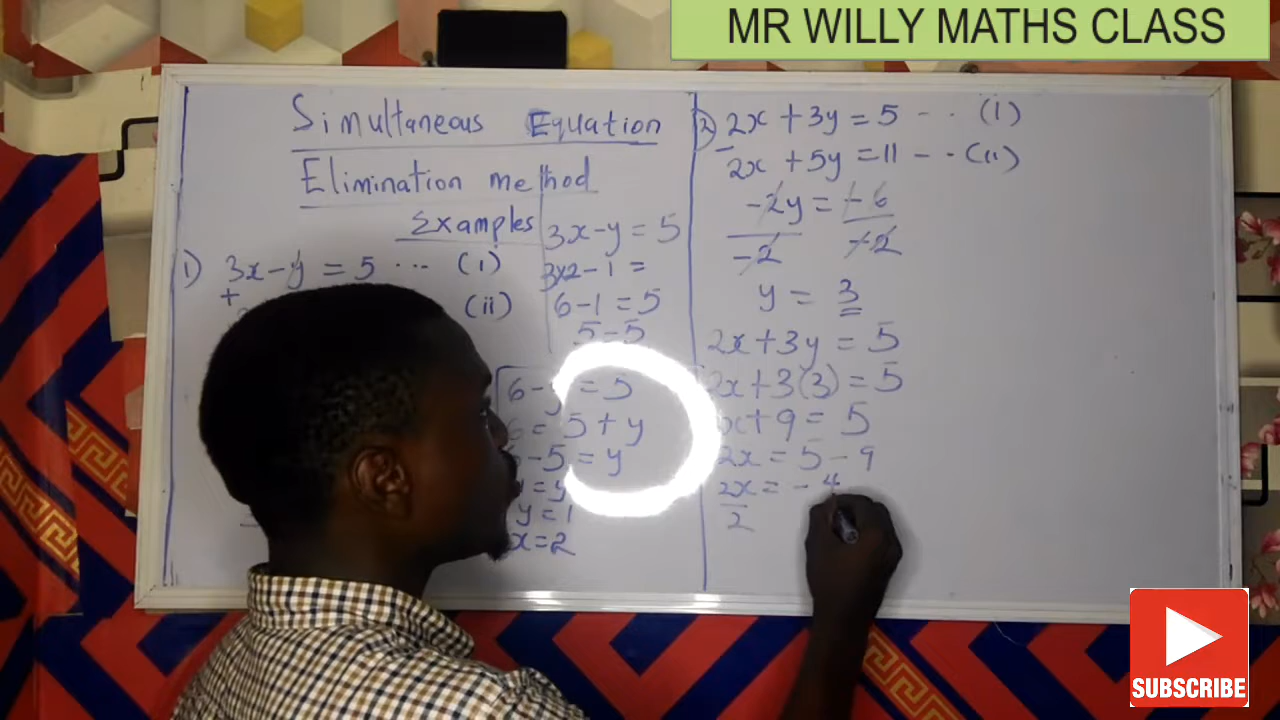 MR WILLY MATHS CLASS
Simultaneous Equation
Elimination method
Examples
1) 3x-y = 5 ... (i)
+
(ii)
3x-y = 5
3x2-1 =
6-1 = 5
5-5
6- = 5
= 5 + y
-5 = y
= y
y = 1
x = 2
2) 2x + 3y = 5 - .. (i)
-
2x + 5y = 11 - .. (ii)
-2y = -6
-2 -2
y = 3
2x + 3y = 5
2x + 3(3) = 5
x + 9 = 5
2x = 5 - 9
2x = - 4
2
SUBSCRIBE